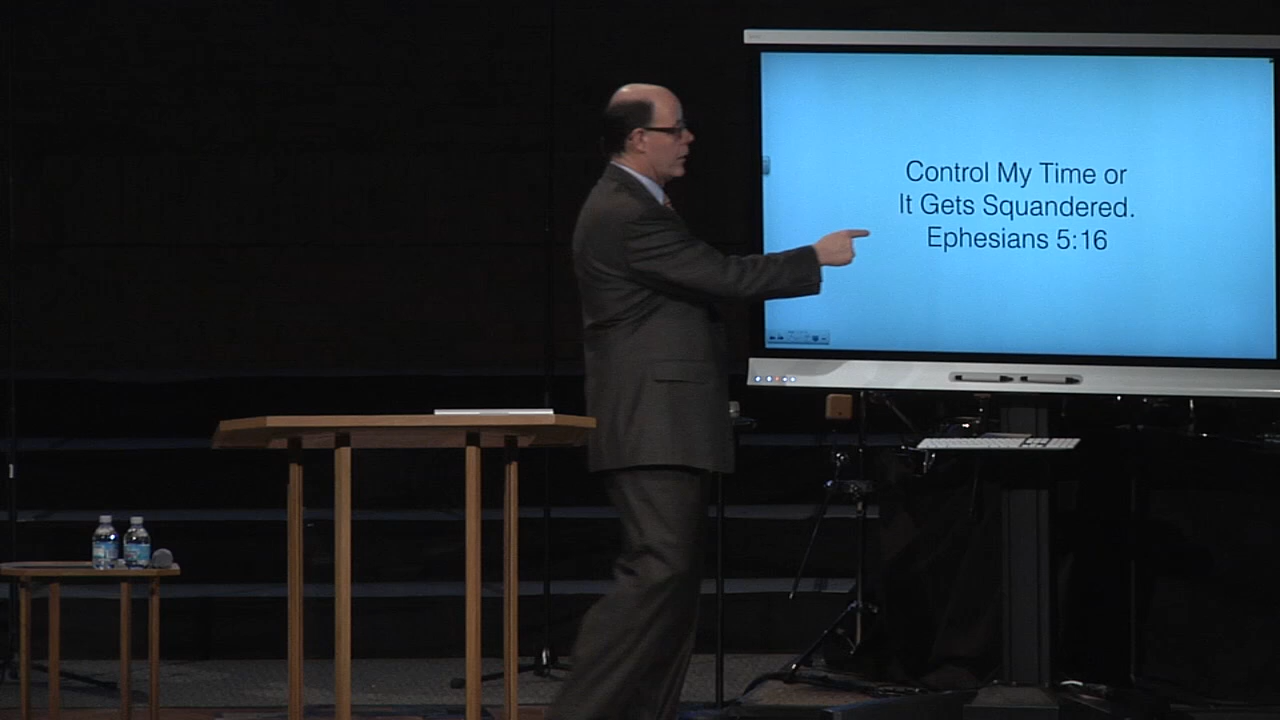 Control My Time or
It Gets Squandered.
Ephesians 5:16